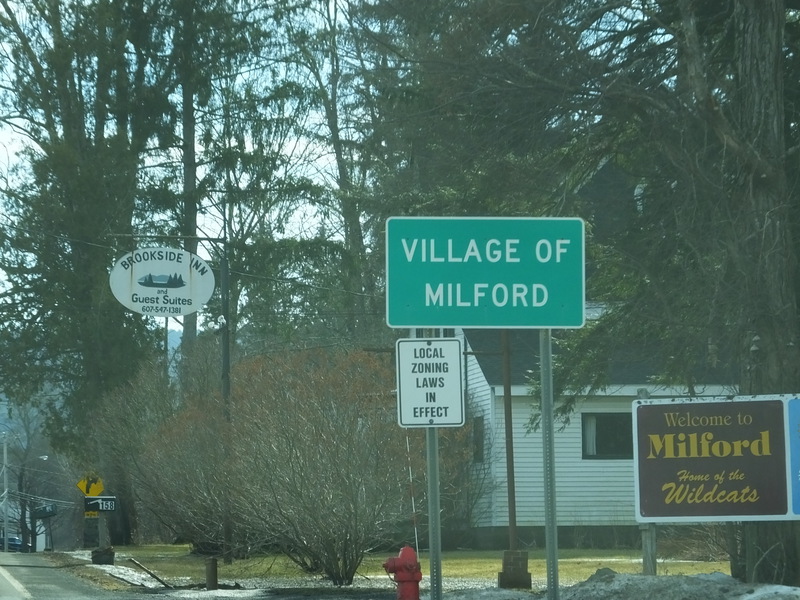 BROOKSIDE INN
and
Guest Suites
607-547-1381
VILLAGE OF
MILFORD
LOCAL
ZONING
LAWS
IN
EFFECT
Welcome to
Milford
Home of the
Wildcats
158